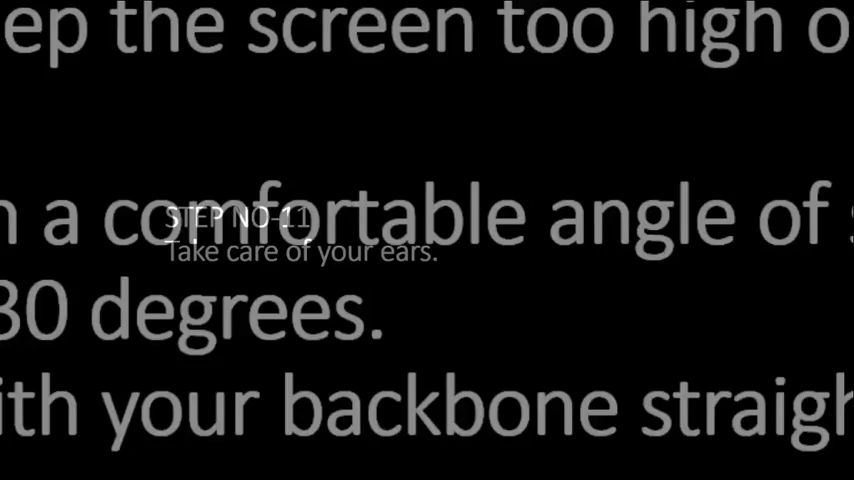 ep the screen too high o
a comfortable angle of
STEP NO-11
Take care of your ears.
30 degrees.
ith your backbone straigh